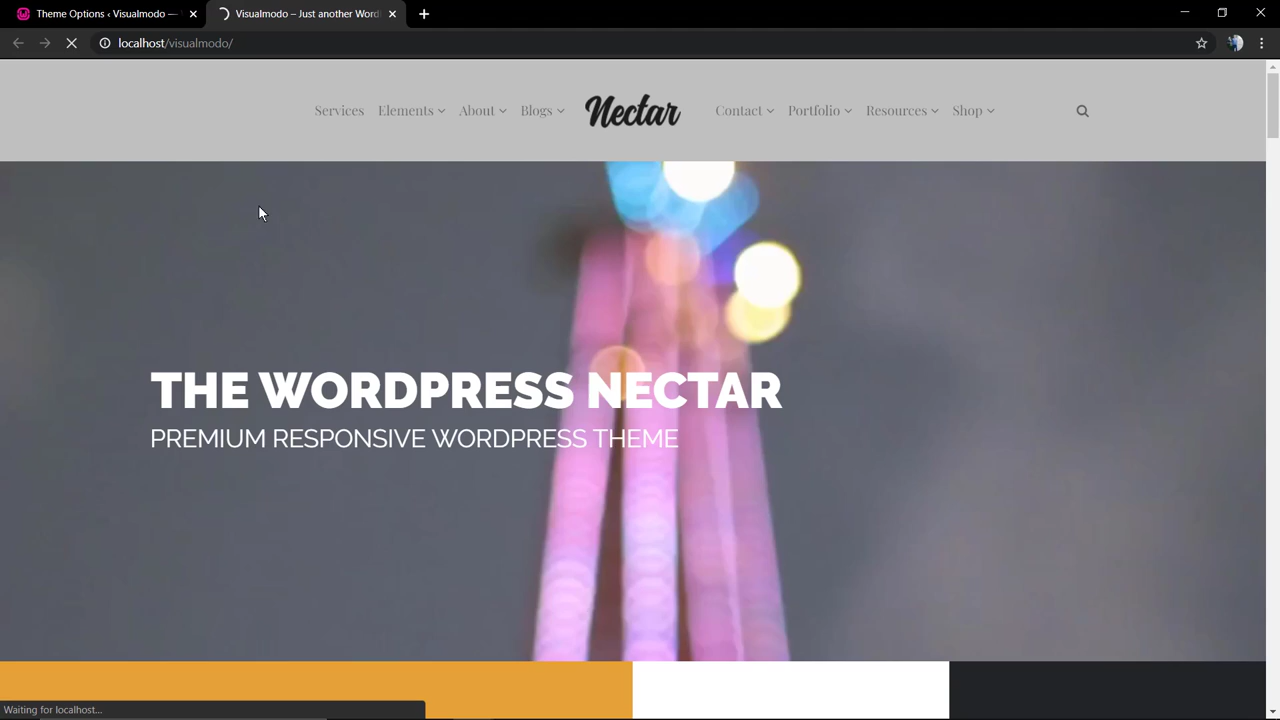 Theme Options ‹ Visualmodo —
Visualmodo – Just another Word
localhost/visualmodo/
Services Elements About Blogs Nectar Contact Portfolio Resources Shop
THE WORDPRESS NECTAR
PREMIUM RESPONSIVE WORDPRESS THEME
Waiting for localhost...